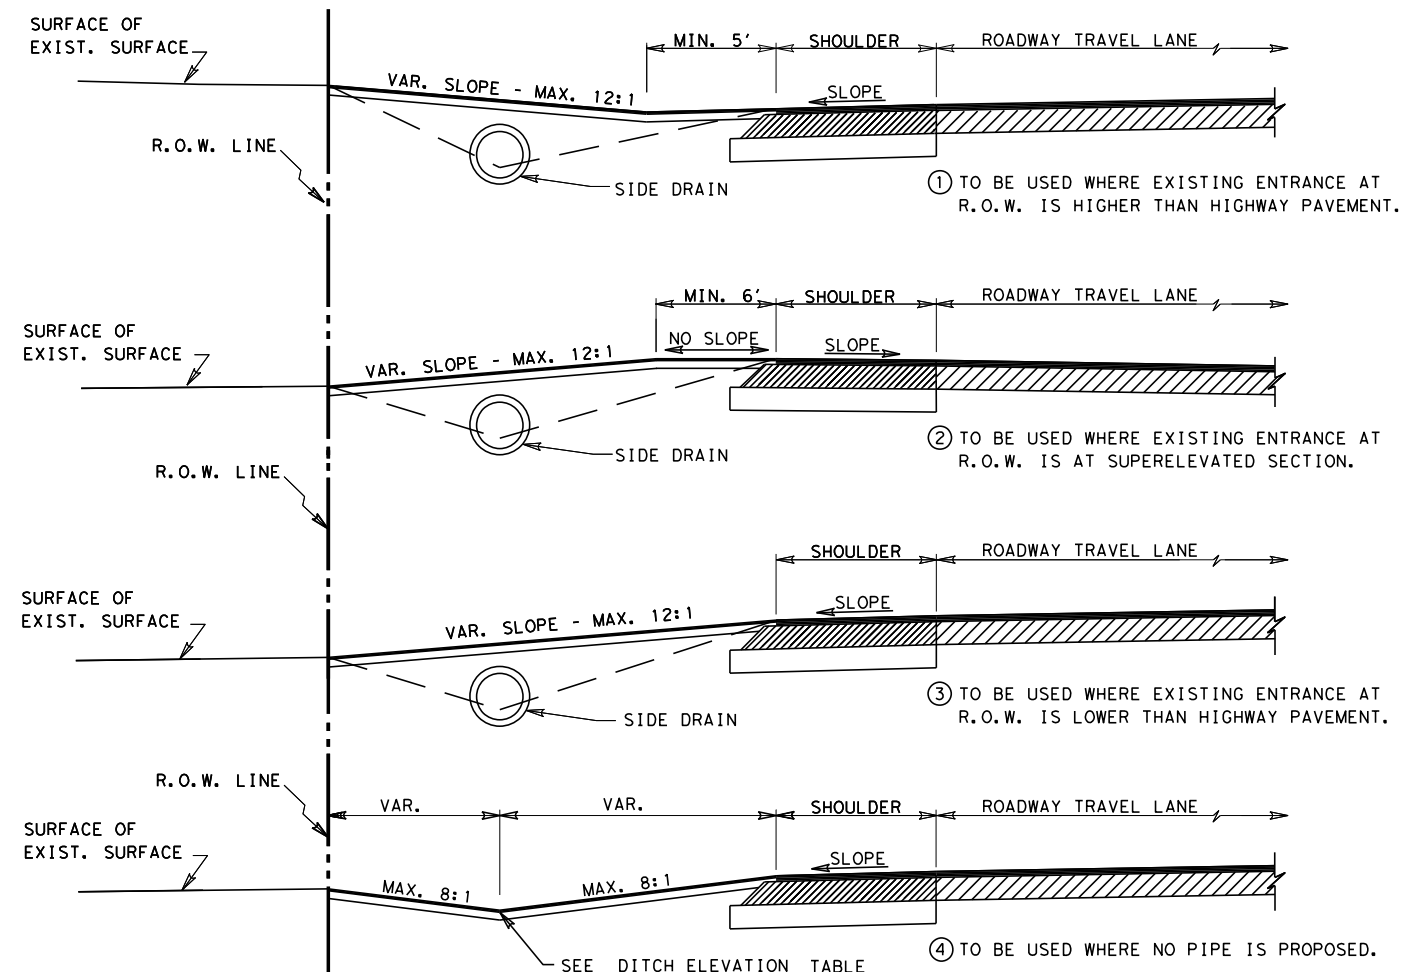 SURFACE OF
EXIST. SURFACE
MIN. 5'
SHOULDER
ROADWAY TRAVEL LANE
VAR. SLOPE - MAX. 12:1
SLOPE
R.O.W. LINE
SIDE DRAIN
1 TO BE USED WHERE EXISTING ENTRANCE AT
R.O.W. IS HIGHER THAN HIGHWAY PAVEMENT.
MIN. 6'
SHOULDER
ROADWAY TRAVEL LANE
SURFACE OF
EXIST. SURFACE
VAR. SLOPE - MAX. 12:1
NO SLOPE
SLOPE
SIDE DRAIN
2 TO BE USED WHERE EXISTING ENTRANCE AT
R.O.W. IS AT SUPERELEVATED SECTION.
R.O.W. LINE
SHOULDER
ROADWAY TRAVEL LANE
SURFACE OF
EXIST. SURFACE
VAR. SLOPE - MAX. 12:1
SLOPE
SIDE DRAIN
3 TO BE USED WHERE EXISTING ENTRANCE AT
R.O.W. IS LOWER THAN HIGHWAY PAVEMENT.
R.O.W. LINE
VAR.
VAR.
SHOULDER
ROADWAY TRAVEL LANE
SURFACE OF
EXIST. SURFACE
MAX. 8:1
MAX. 8:1
SLOPE
4 TO BE USED WHERE NO PIPE IS PROPOSED.
SEE DITCH ELEVATION TABLE